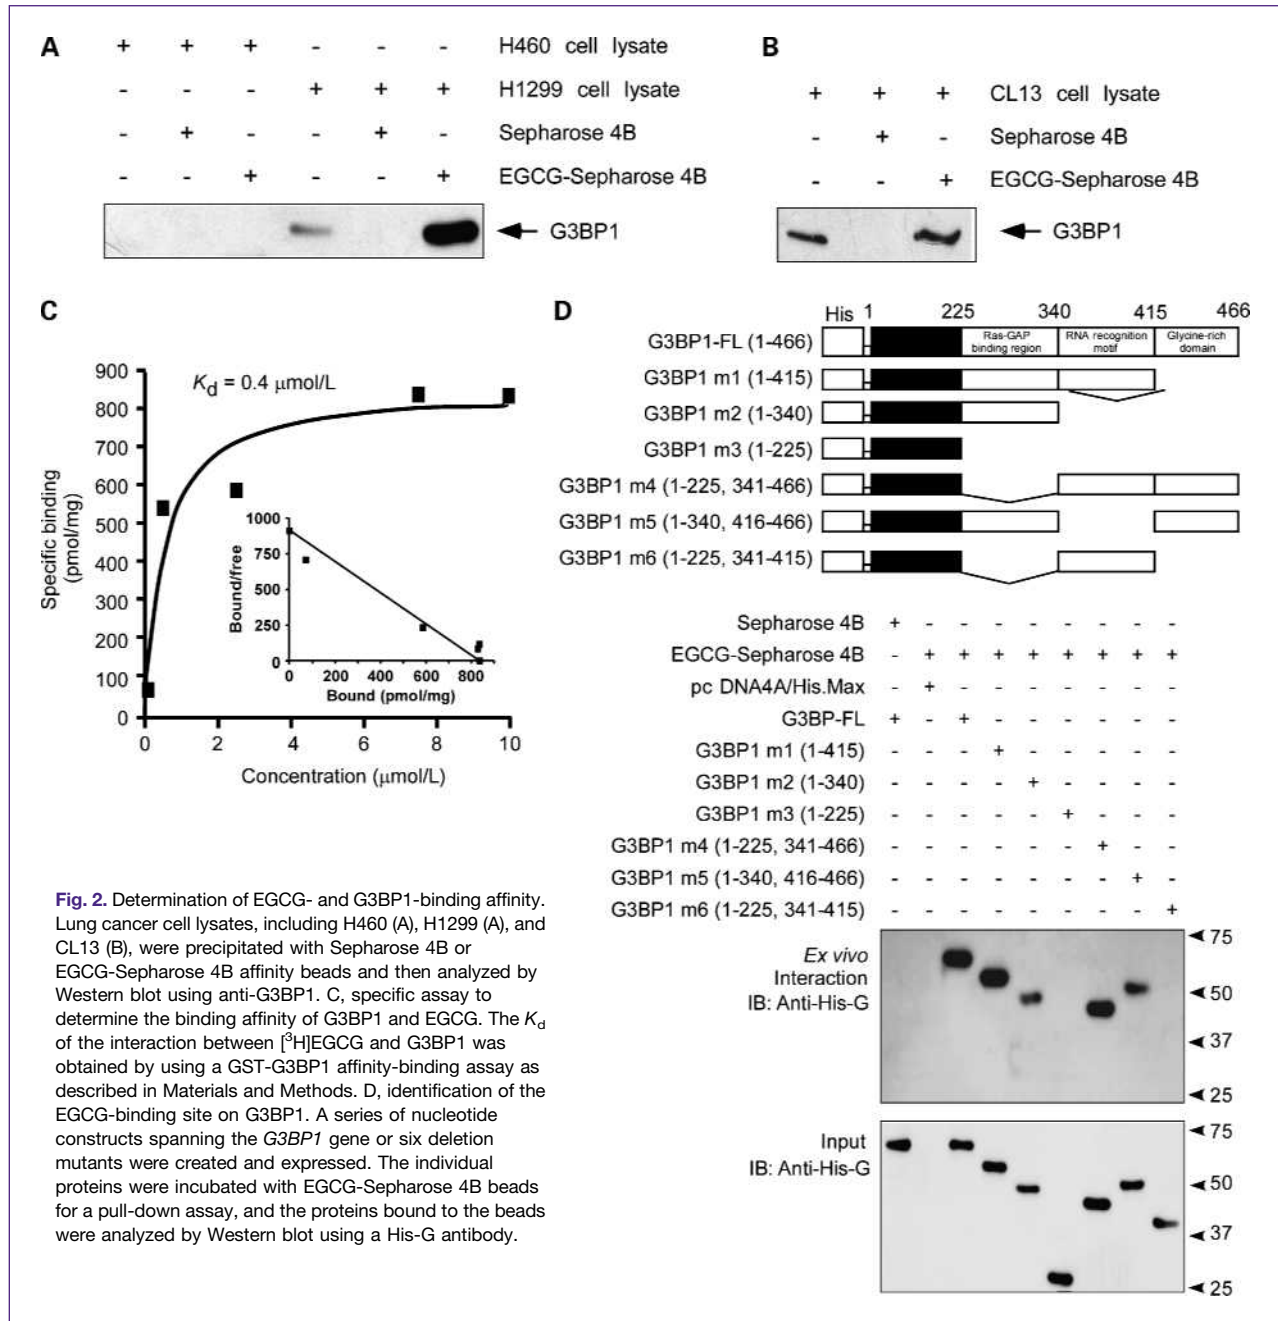 A
+ + + - - - H460 cell lysate
- - - + + + H1299 cell lysate
- + - - + - Sepharose 4B
- - + - - + EGCG-Sepharose 4B
G3BP1
B
+ + + CL13 cell lysate
- + - Sepharose 4B
- - + EGCG-Sepharose 4B
G3BP1
C
Kd = 0.4 μmol/L
Specific binding
(pmol/mg)
900
800
700
600
500
400
300
200
100
0
0 2 4 6 8 10
Concentration (μmol/L)
Bound/free
1000
750
500
250
0
0 200 400 600 800
Bound (pmol/mg)
D
His 1 225 340 415 466
G3BP1-FL (1-466)
Ras-GAP
binding region
RNA recognition
motif
Glycine-rich
domain
G3BP1 m1 (1-415)
G3BP1 m2 (1-340)
G3BP1 m3 (1-225)
G3BP1 m4 (1-225, 341-466)
G3BP1 m5 (1-340, 416-466)
G3BP1 m6 (1-225, 341-415)
Sepharose 4B + - - - - - - - -
EGCG-Sepharose 4B - + + + + + + + +
pc DNA4A/His.Max - + - - - - - - -
G3BP-FL + - + - - - - - -
G3BP1 m1 (1-415) - - - + - - - - -
G3BP1 m2 (1-340) - - - - + - - - -
G3BP1 m3 (1-225) - - - - - + - - -
G3BP1 m4 (1-225, 341-466) - - - - - - + - -
G3BP1 m5 (1-340, 416-466) - - - - - - - + -
G3BP1 m6 (1-225, 341-415) - - - - - - - - +
Ex vivo
Interaction
IB: Anti-His-G
75
50
37
25
Input
IB: Anti-His-G
75
50
37
25
Fig. 2. Determination of EGCG- and G3BP1-binding affinity.
Lung cancer cell lysates, including H460 (A), H1299 (A), and
CL13 (B), were precipitated with Sepharose 4B or
EGCG-Sepharose 4B affinity beads and then analyzed by
Western blot using anti-G3BP1. C, specific assay to
determine the binding affinity of G3BP1 and EGCG. The Kd
of the interaction between [³H]EGCG and G3BP1 was
obtained by using a GST-G3BP1 affinity-binding assay as
described in Materials and Methods. D, identification of the
EGCG-binding site on G3BP1. A series of nucleotide
constructs spanning the G3BP1 gene or six deletion
mutants were created and expressed. The individual
proteins were incubated with EGCG-Sepharose 4B beads
for a pull-down assay, and the proteins bound to the beads
were analyzed by Western blot using a His-G antibody.